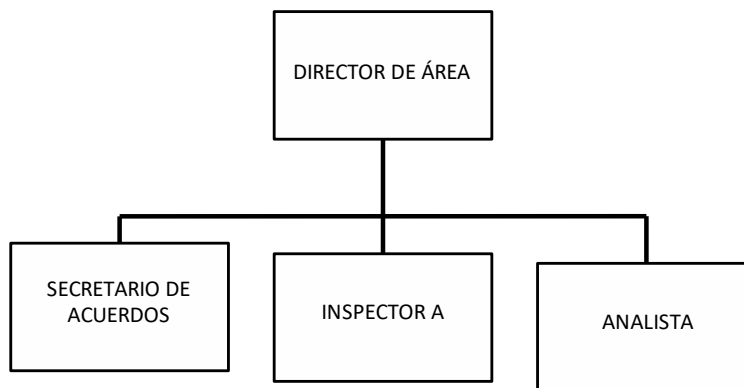 DIRECTOR DE ÁREA
SECRETARIO DE
ACUERDOS
INSPECTOR A
ANALISTA